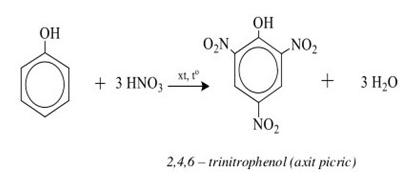 OH
+ 3 HNO₃ xt, t° 
OH
O₂N NO₂
NO₂
+ 3 H₂O
2,4,6 – trinitrophenol (axit picric)